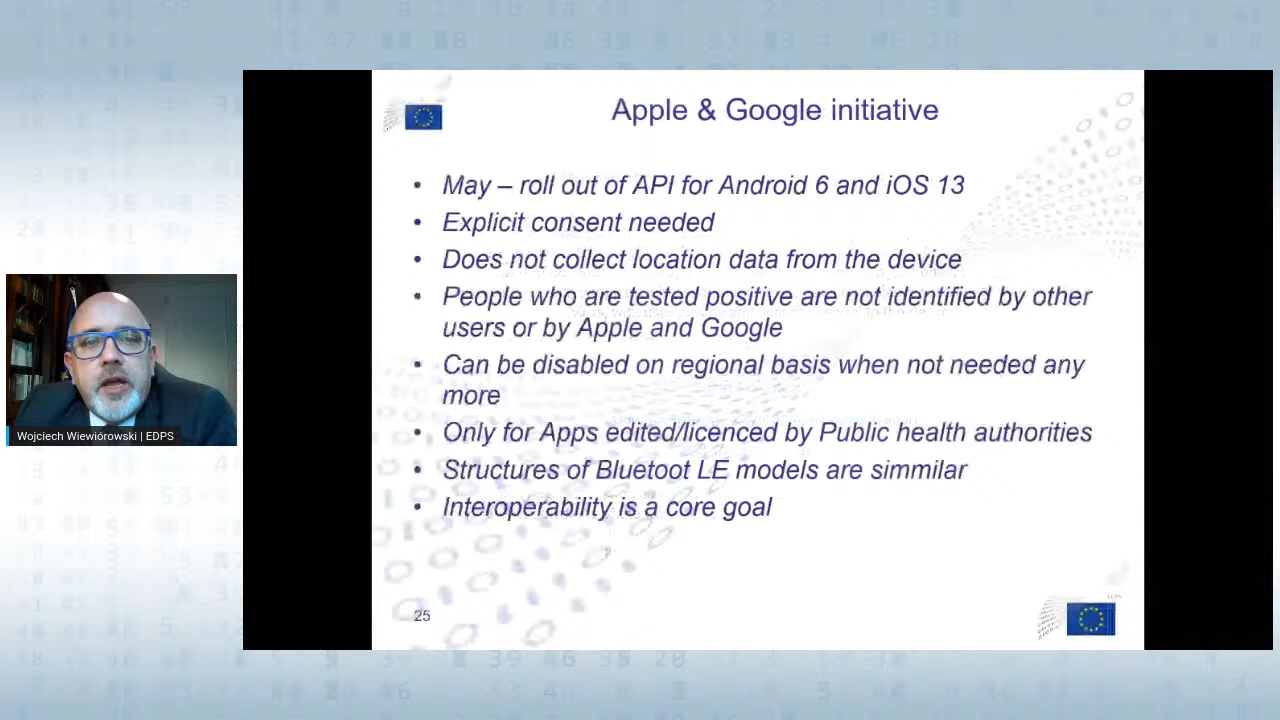 Apple & Google initiative
• May – roll out of API for Android 6 and iOS 13
• Explicit consent needed
• Does not collect location data from the device
• People who are tested positive are not identified by other
users or by Apple and Google
• Can be disabled on regional basis when not needed any
more
• Only for Apps edited/licenced by Public health authorities
• Structures of Bluetoot LE models are simmilar
• Interoperability is a core goal
25
Wojciech Wiewiórowski | EDPS